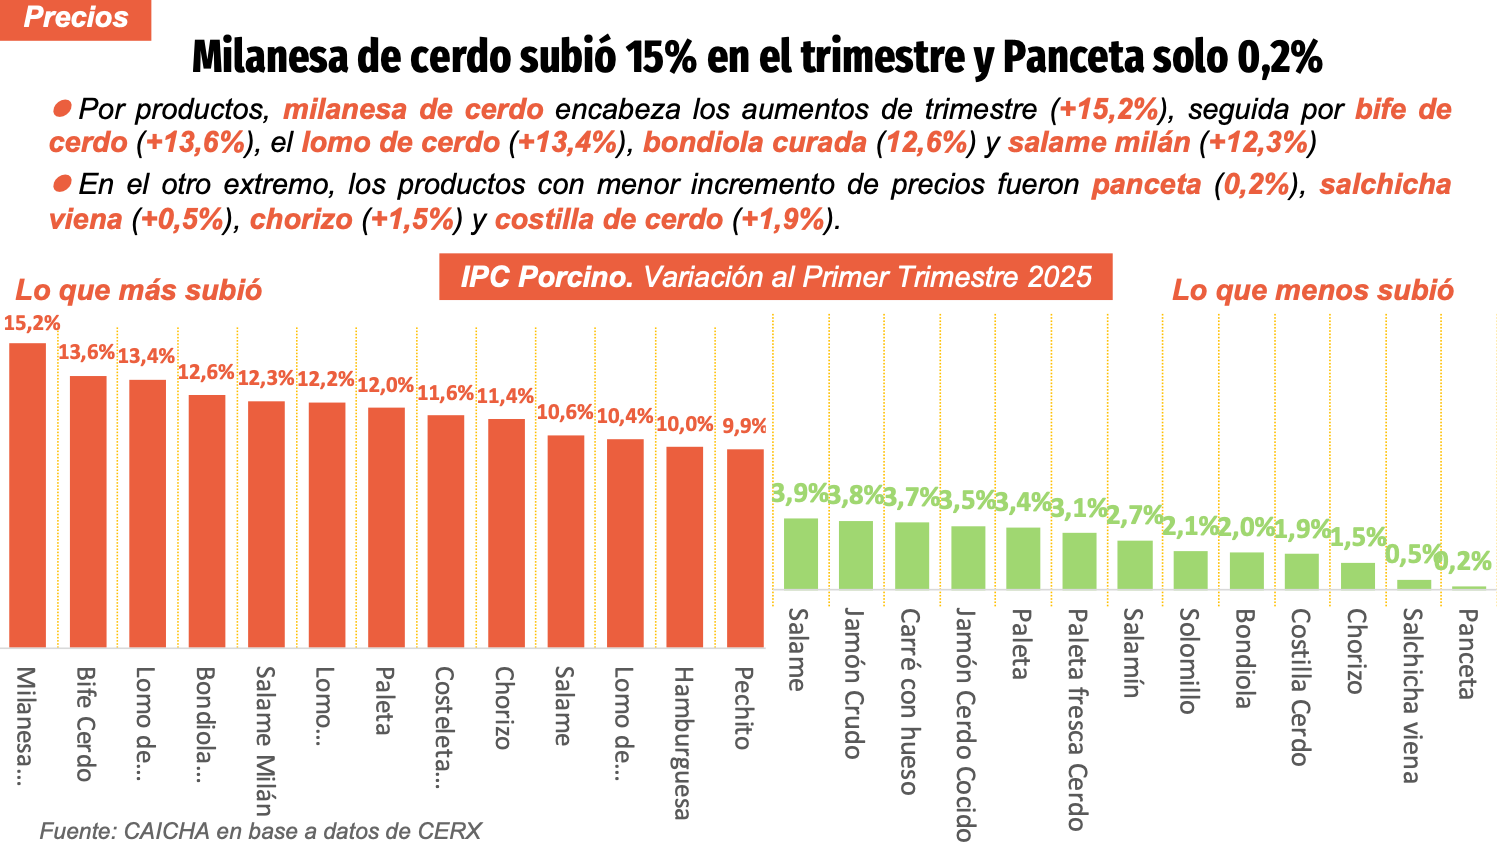 Precios
Milanesa de cerdo subió 15% en el trimestre y Panceta solo 0,2%
Por productos, milanesa de cerdo encabeza los aumentos de trimestre (+15,2%), seguida por bife de
cerdo (+13,6%), el lomo de cerdo (+13,4%), bondiola curada (12,6%) y salame milán (+12,3%)
En el otro extremo, los productos con menor incremento de precios fueron panceta (0,2%), salchicha
viena (+0,5%), chorizo (+1,5%) y costilla de cerdo (+1,9%).
IPC Porcino. Variación al Primer Trimestre 2025
Lo que más subió
Lo que menos subió
15,2%
13,6%
13,4%
12,6%
12,3%
12,2%
12,0%
11,6%
11,4%
10,6%
10,4%
10,0%
9,9%
3,9%
3,8%
3,7%
3,5%
3,4%
3,1%
2,7%
2,1%
2,0%
1,9%
1,5%
0,5%
0,2%
Milanesa...
Bife Cerdo
Lomo de...
Bondiola...
Salame Milán
Lomo...
Paleta
Costeleta...
Chorizo
Salame
Lomo de...
Hamburguesa
Pechito
Salame
Jamón Crudo
Carré con hueso
Jamón Cerdo Cocido
Paleta
Paleta fresca Cerdo
Salamín
Solomillo
Bondiola
Costilla Cerdo
Chorizo
Salchicha viena
Panceta
Fuente: CAICHA en base a datos de CERX